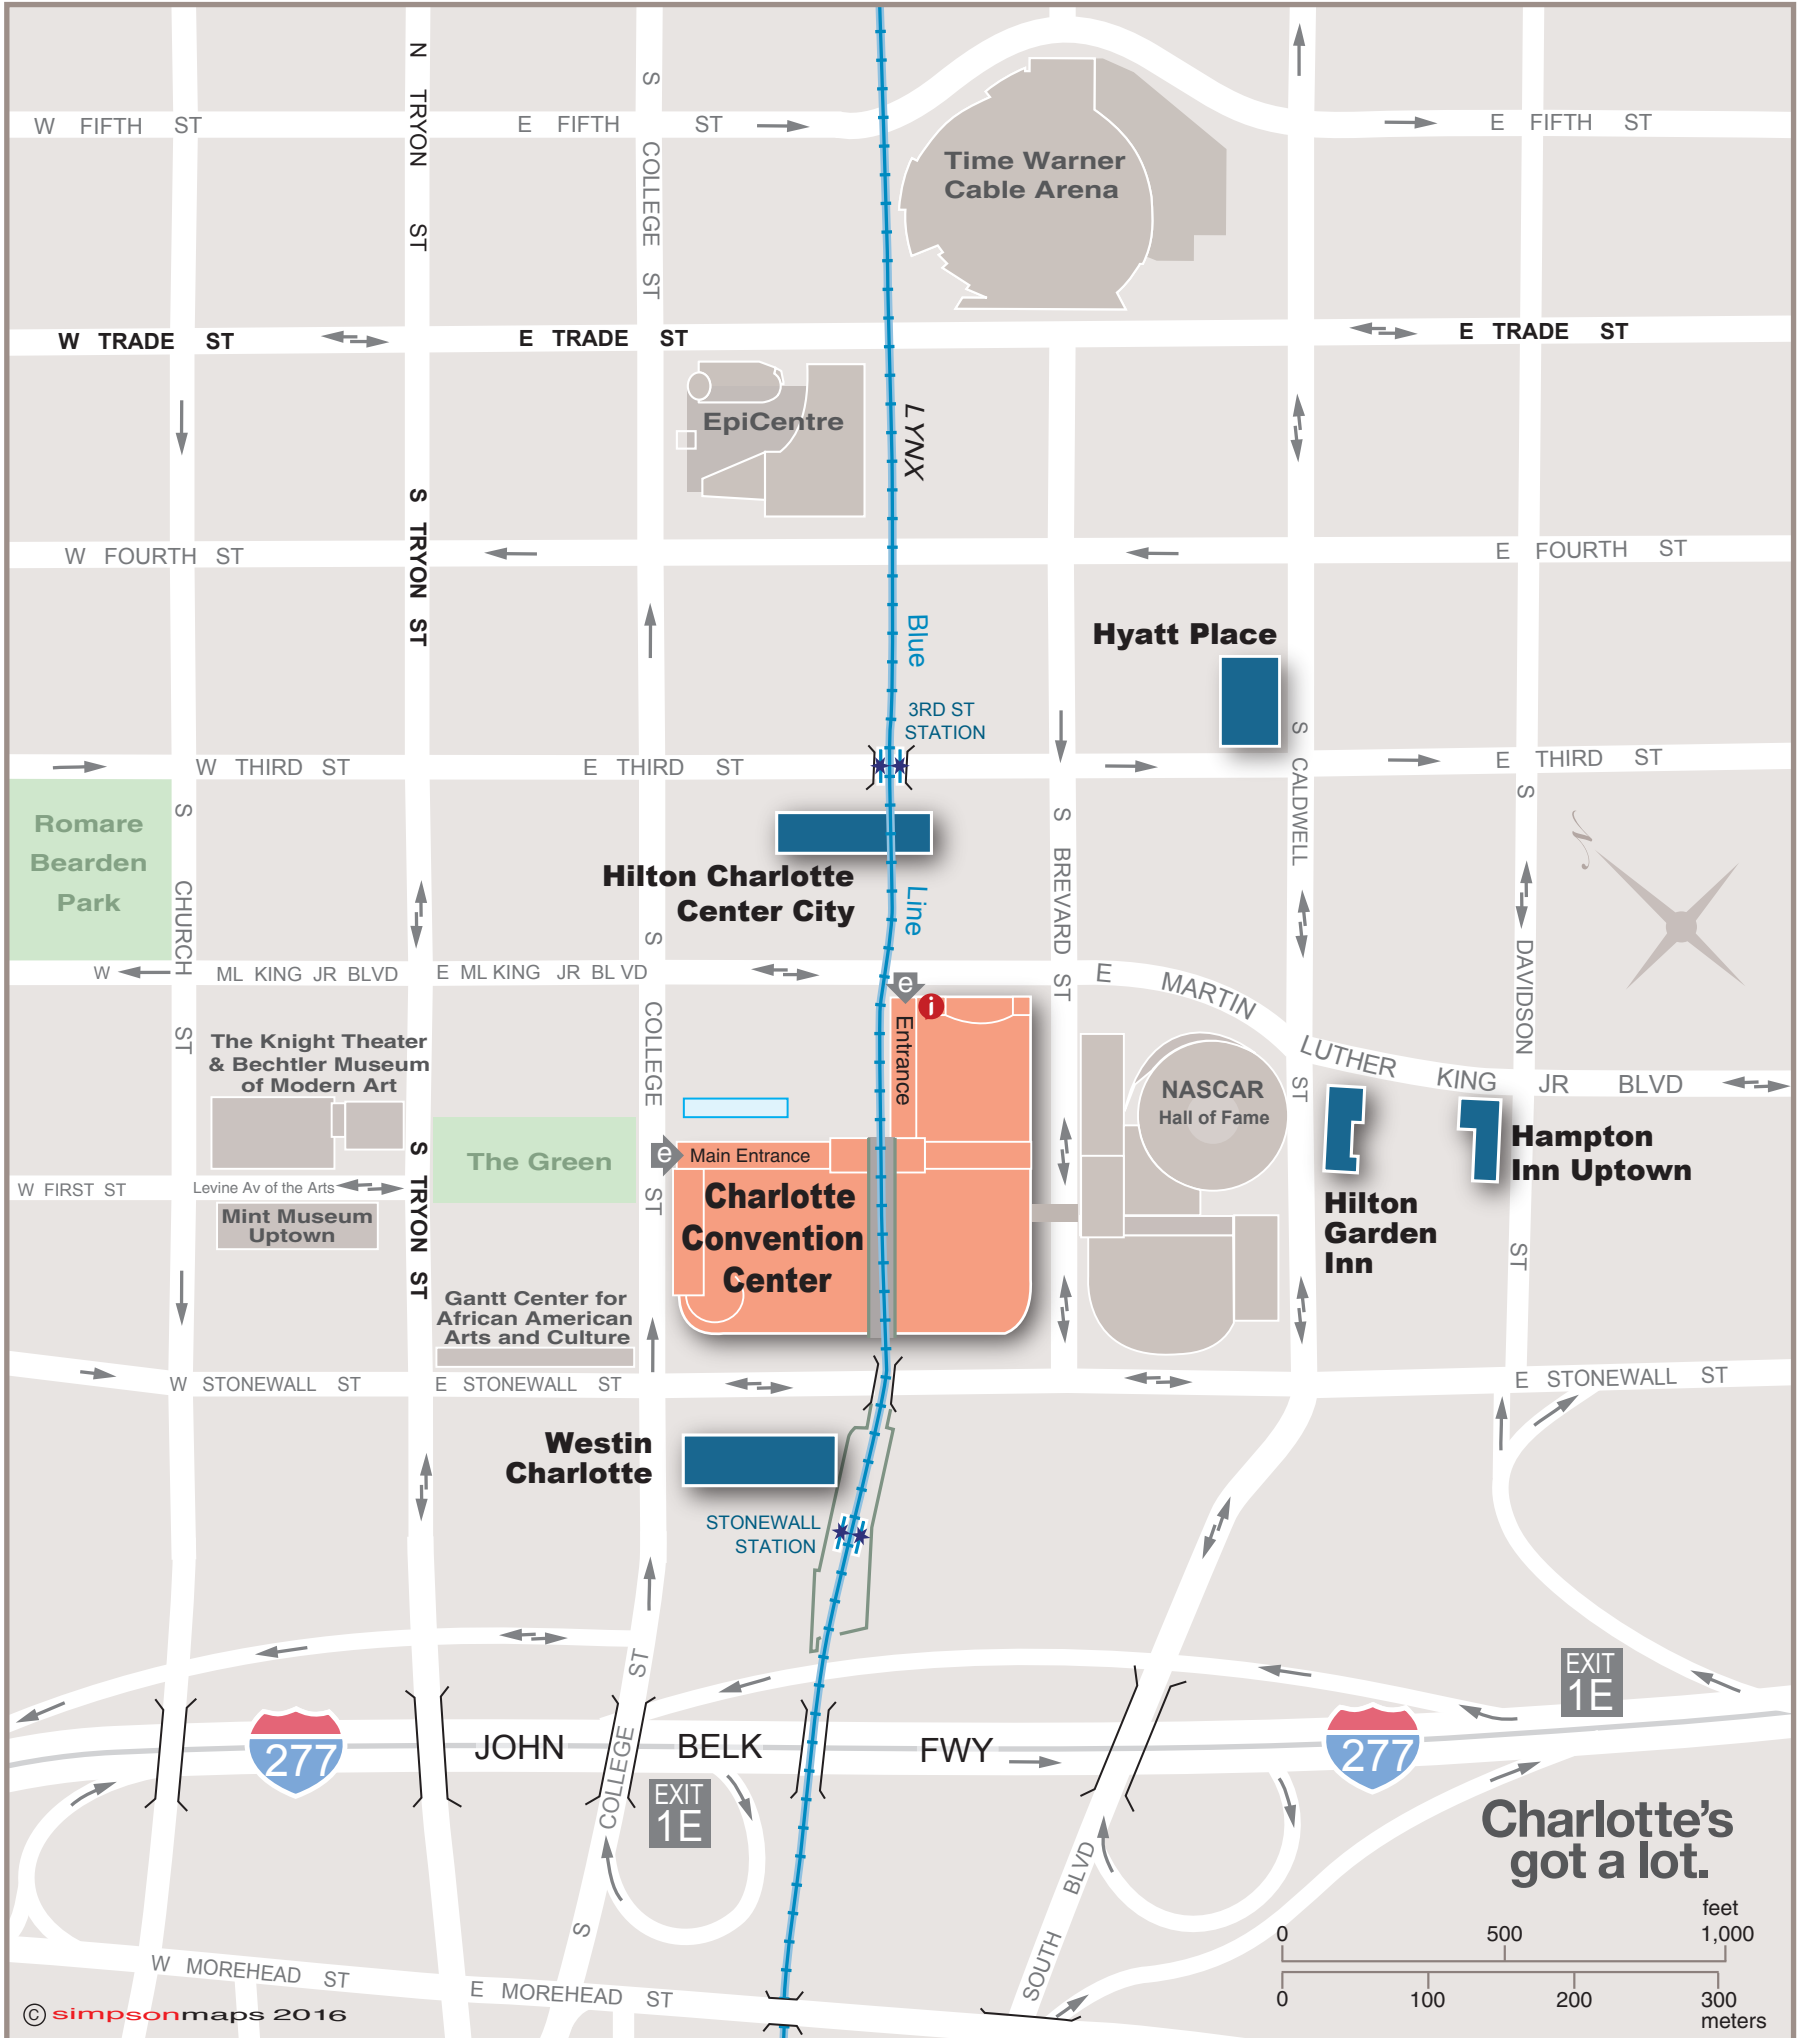 N TRYON ST
S COLLEGE ST
W FIFTH ST
E FIFTH ST
E FIFTH ST
Time Warner
Cable Arena
W TRADE ST
E TRADE ST
E TRADE ST
EpiCentre
LYNX
W FOURTH ST
S TRYON ST
E FOURTH ST
Blue
Hyatt Place
3RD ST
STATION
W THIRD ST
E THIRD ST
S CALDWELL ST
E THIRD ST
Romare
Bearden
Park
S CHURCH ST
S BREVARD ST
S DAVIDSON ST
N
Hilton Charlotte
Center City
Line
W
ML KING JR BLVD
E ML KING JR BL VD
E MARTIN LUTHER KING JR BLVD
S COLLEGE ST
e
i
Entrance
The Knight Theater
& Bechtler Museum
of Modern Art
NASCAR
Hall of Fame
The Green
e
Main Entrance
Hampton
Inn Uptown
W FIRST ST
Levine Av of the Arts
S TRYON ST
Mint Museum
Uptown
Charlotte
Convention
Center
Hilton
Garden
Inn
Gantt Center for
African American
Arts and Culture
W STONEWALL ST
E STONEWALL ST
E STONEWALL ST
Westin
Charlotte
STONEWALL
STATION
EXIT
1E
277
JOHN BELK FWY
277
S COLLEGE ST
EXIT
1E
SOUTH BLVD
Charlotte's
got a lot.
feet
0 500 1,000
0 100 200 300
meters
W MOREHEAD ST
E MOREHEAD ST
© simpsonmaps 2016